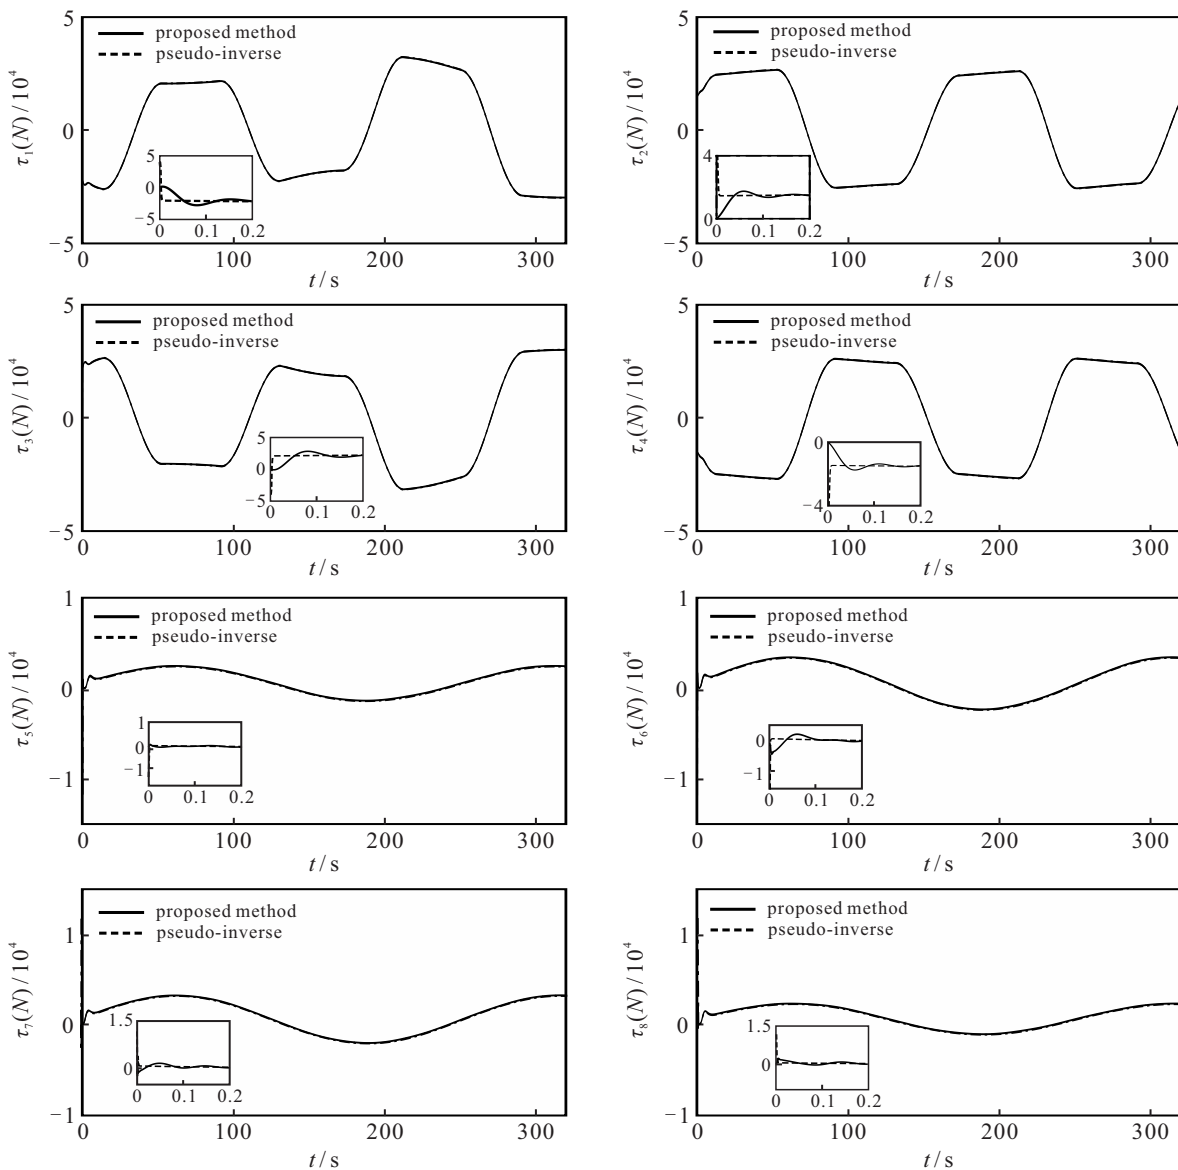 5
proposed method
pseudo-inverse
τ1(N) / 10^4
0
5
0
−5
0 0.1 0.2
−5
0 100 200 300
t / s
5
proposed method
pseudo-inverse
τ2(N) / 10^4
0
4
0
0 0.1 0.2
−5
0 100 200 300
t / s
5
proposed method
pseudo-inverse
τ3(N) / 10^4
0
5
0
−5
0 0.1 0.2
−5
0 100 200 300
t / s
5
proposed method
pseudo-inverse
τ4(N) / 10^4
0
0
−4
0 0.1 0.2
−5
0 100 200 300
t / s
1
proposed method
pseudo-inverse
τ5(N) / 10^4
0
1
0
−1
0 0.1 0.2
−1
0 100 200 300
t / s
1
proposed method
pseudo-inverse
τ6(N) / 10^4
0
0
−1
0 0.1 0.2
−1
0 100 200 300
t / s
proposed method
1
pseudo-inverse
τ7(N) / 10^4
0
1.5
0
0 0.1 0.2
−1
0 100 200 300
t / s
proposed method
1
pseudo-inverse
τ8(N) / 10^4
0
1.5
0
0 0.1 0.2
−1
0 100 200 300
t / s